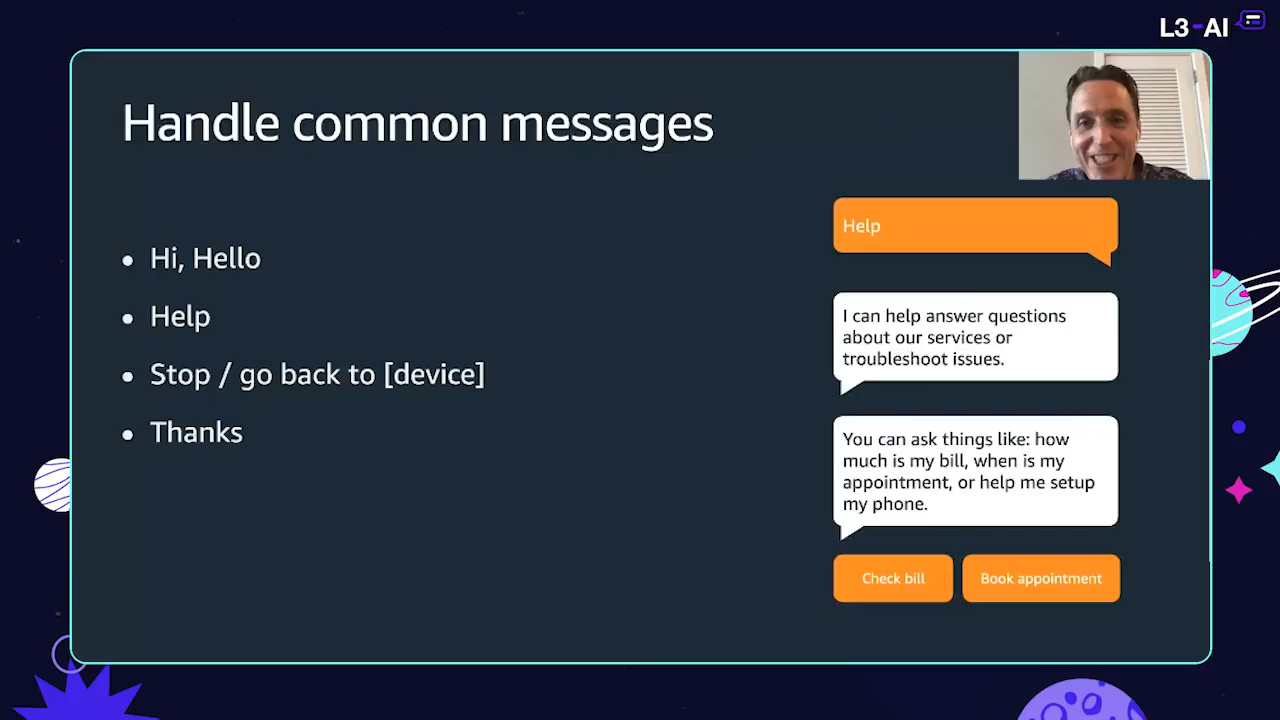 L3-AI
Handle common messages
Hi, Hello
Help
Stop / go back to [device]
Thanks
Help
I can help answer questions
about our services or
troubleshoot issues.
You can ask things like: how
much is my bill, when is my
appointment, or help me setup
my phone.
Check bill
Book appointment